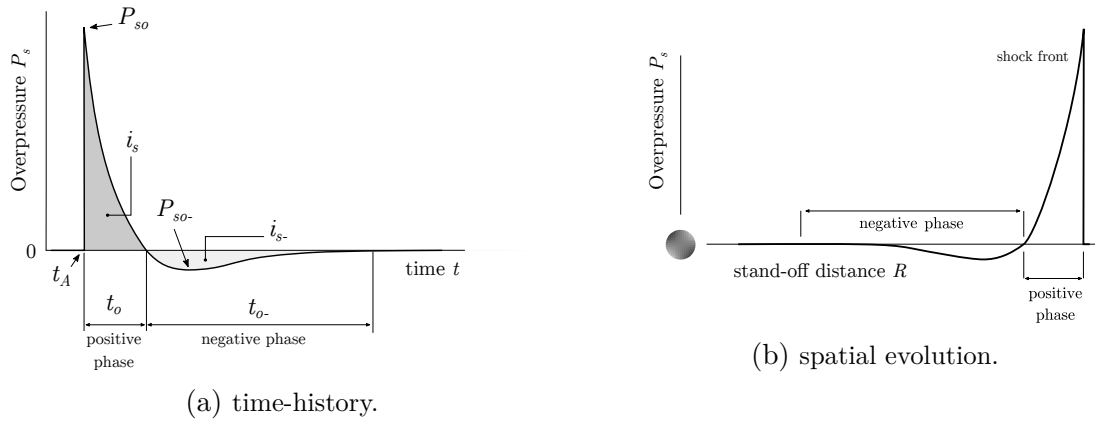 P_so
Overpressure P_s
i_s
P_so-
i_s-
0
t_A
time t
t_o
t_o-
positive
phase
negative phase
(a) time-history.
shock front
Overpressure P_s
negative phase
stand-off distance R
positive
phase
(b) spatial evolution.